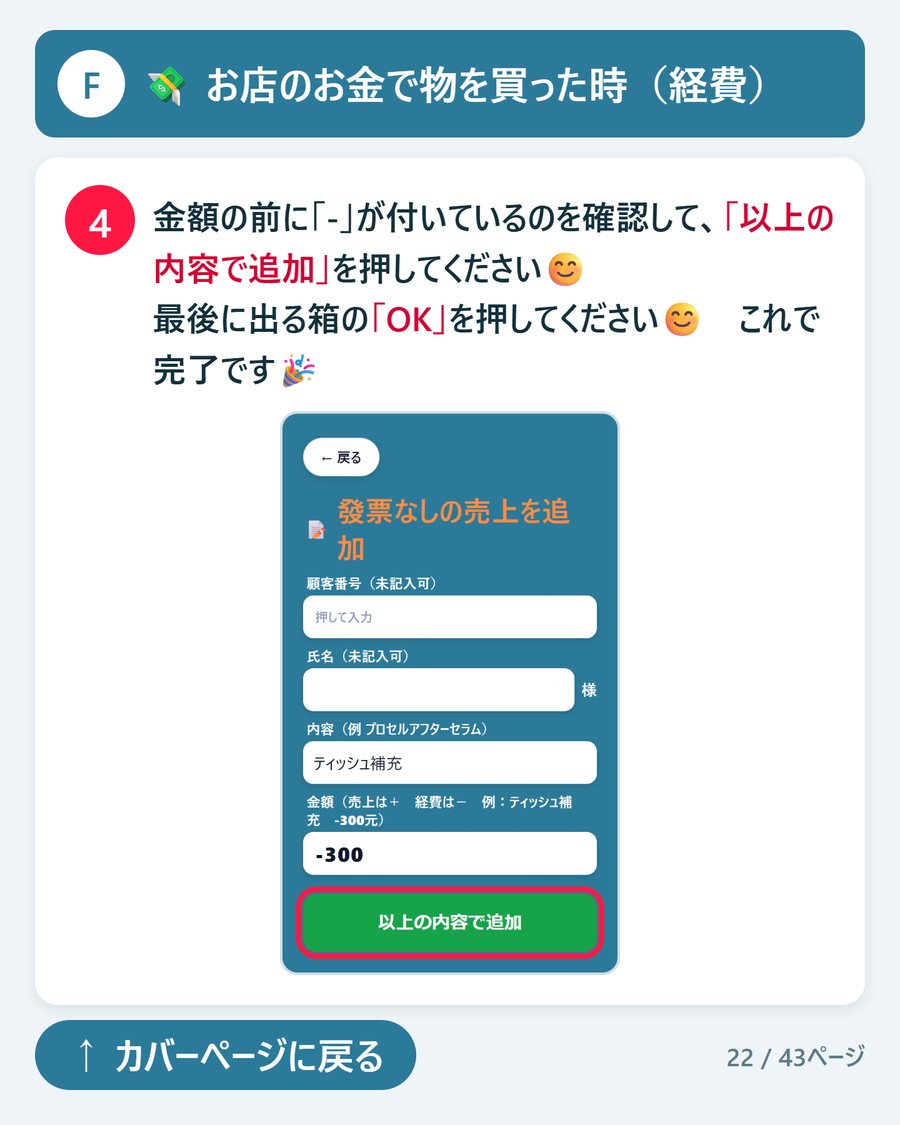 F 💸 お店のお金で物を買った時（経費）
4
金額の前に「-」が付いているのを確認して、「以上の
内容で追加」を押してください😊
最後に出る箱の「OK」を押してください😊　これで
完了です🎉
← 戻る
📝 發票なしの売上を追
加
顧客番号（未記入可）
押して入力
氏名（未記入可）
様
内容（例 プロセルアフターセラム）
ティッシュ補充
金額（売上は＋　経費は−　例：ティッシュ補
充　-300元）
-300
以上の内容で追加
↑ カバーページに戻る
22 / 43ページ